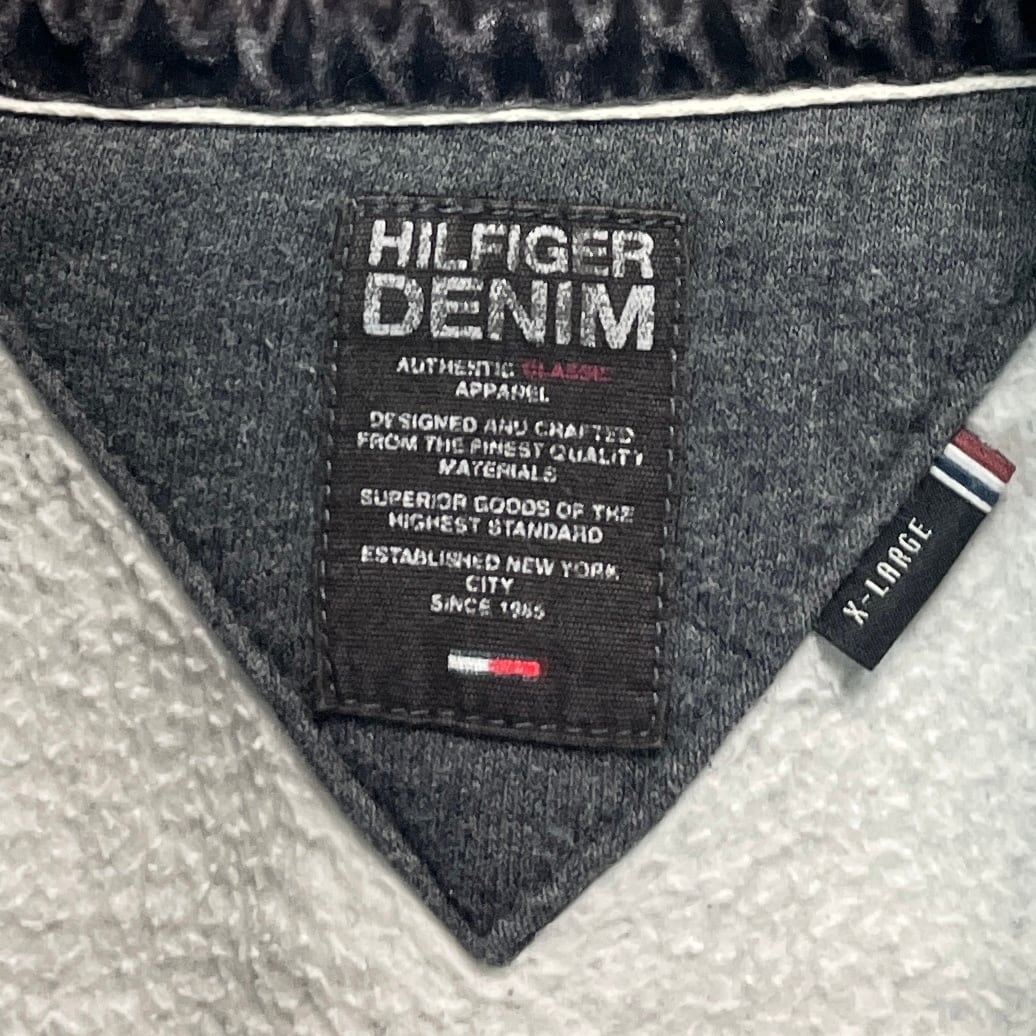 HILFIGER
DENIM
AUTHENTIC CLASSIC
APPAREL
DESIGNED AND CRAFTED
FROM THE FINEST QUALITY
MATERIALS
SUPERIOR GOODS OF THE
HIGHEST STANDARD
ESTABLISHED NEW YORK
CITY
SINCE 1985
X-LARGE